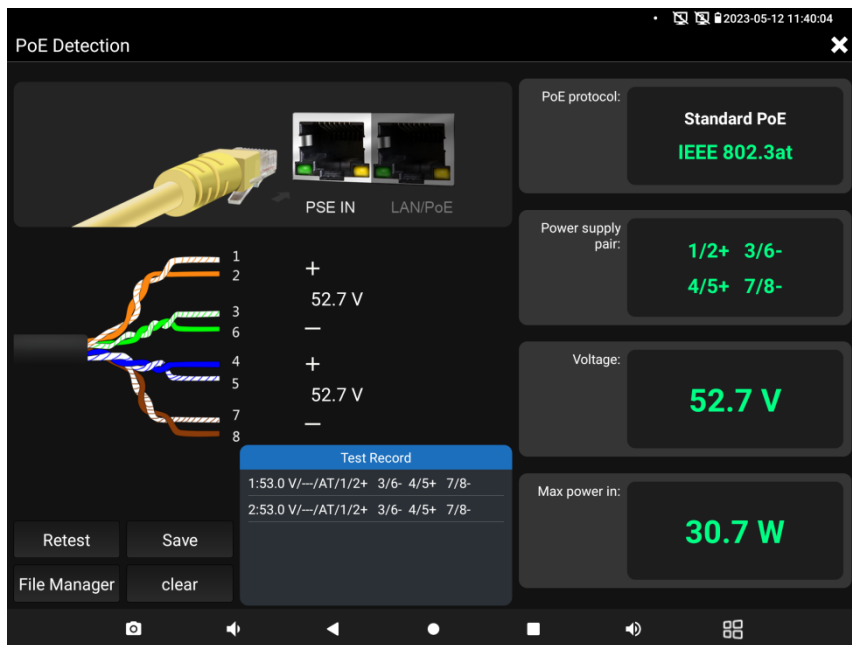 2023-05-12 11:40:04
PoE Detection
PSE IN LAN/PoE
1
2
+
52.7 V
3
6
—
4
5
+
52.7 V
7
8
—
Test Record
1:53.0 V/---/AT/1/2+ 3/6- 4/5+ 7/8-
2:53.0 V/---/AT/1/2+ 3/6- 4/5+ 7/8-
Retest Save
File Manager clear
PoE protocol:
Standard PoE
IEEE 802.3at
Power supply
pair:
1/2+ 3/6-
4/5+ 7/8-
Voltage:
52.7 V
Max power in:
30.7 W